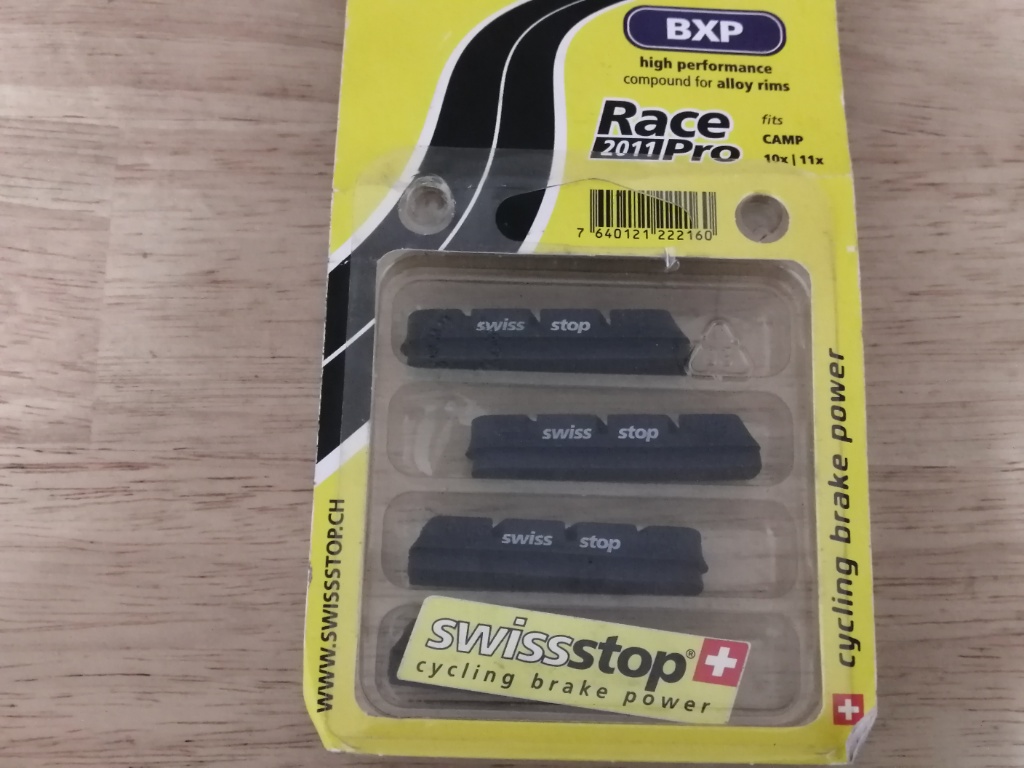 BXP
high performance
compound for alloy rims
Race
2011 Pro
fits
CAMP
10x | 11x
7 640121 222160
swiss stop
swiss stop
swiss stop
swissstop®
cycling brake power
WWW.SWISSSTOP.CH
cycling brake power